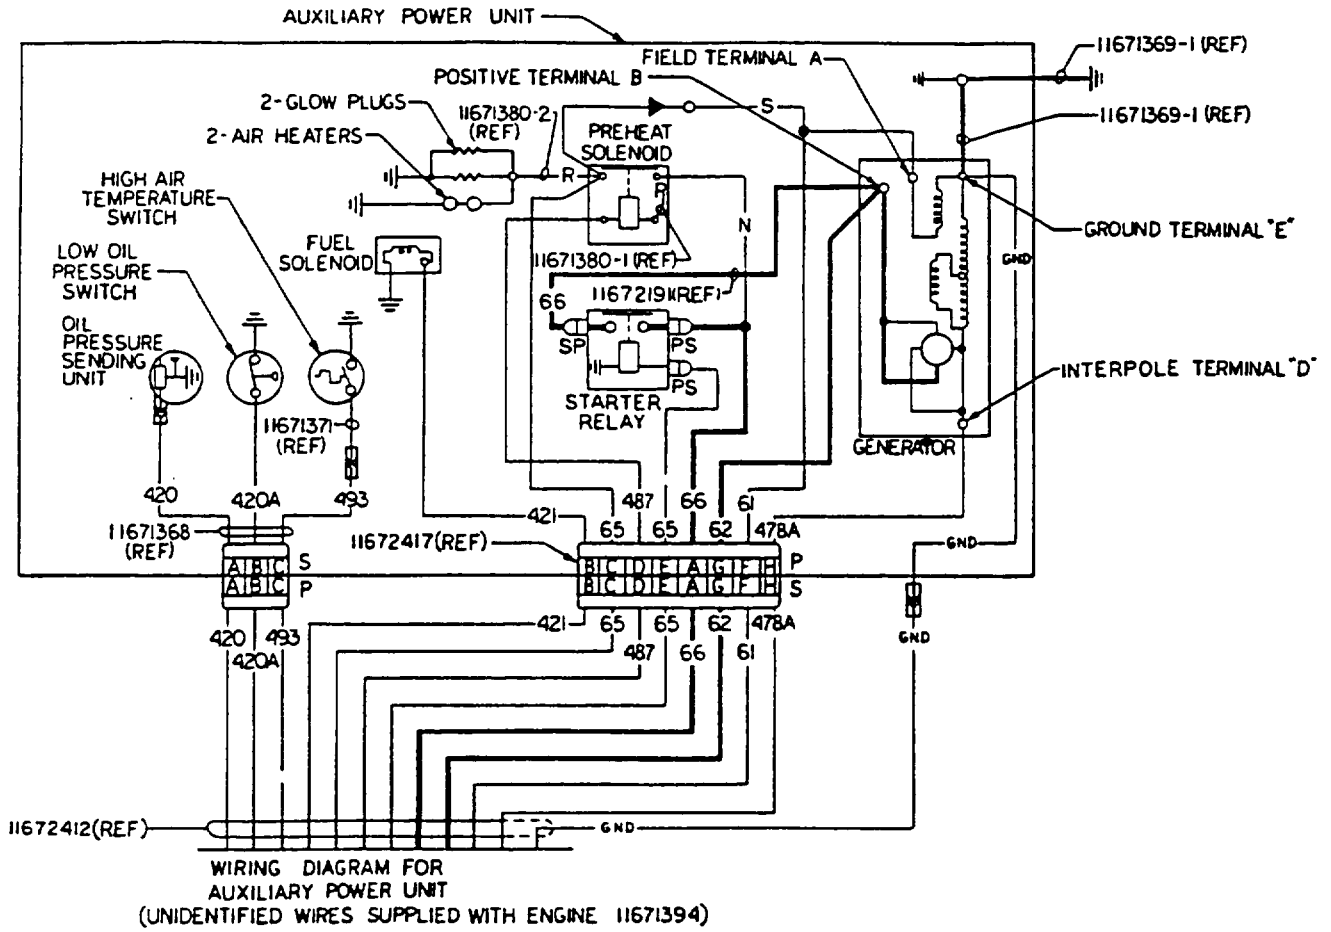 AUXILIARY POWER UNIT
11671369-1 (REF)
FIELD TERMINAL A
POSITIVE TERMINAL B
2-GLOW PLUGS
11671380-2
(REF)
S
11671369-1 (REF)
2-AIR HEATERS
PREHEAT
SOLENOID
HIGH AIR
TEMPERATURE
SWITCH
R
R
N
FUEL
SOLENOID
GROUND TERMINAL "E"
LOW OIL
PRESSURE
SWITCH
11671380-1 (REF)
GND
66
11672191(REF)
OIL
PRESSURE
SENDING
UNIT
SP
PS
PS
INTERPOLE TERMINAL "D"
STARTER
RELAY
11671371
(REF)
GENERATOR
420
420A
493
487
66
61
421
65
65
62
478A
11671368
(REF)
11672417(REF)
GND
A B C S
B C D E A G F H P
A B C P
B C D E A G F H S
420
493
421
65
65
62
478A
GND
420A
487
66
61
11672412(REF)
GND
WIRING DIAGRAM FOR
AUXILIARY POWER UNIT
(UNIDENTIFIED WIRES SUPPLIED WITH ENGINE 11671394)